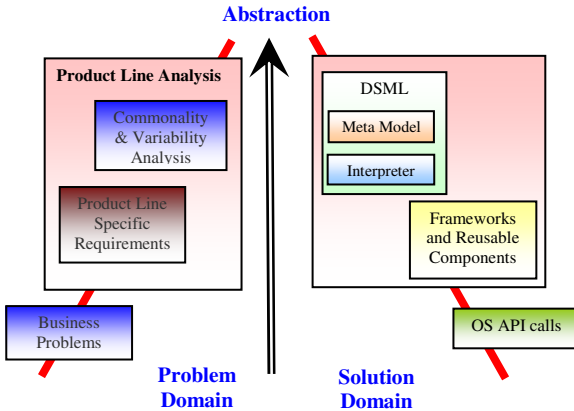 Abstraction
Product Line Analysis
Commonality
& Variability
Analysis
Product Line
Specific
Requirements
Business
Problems
Problem
Domain
DSML
Meta Model
Interpreter
Frameworks
and Reusable
Components
OS API calls
Solution
Domain